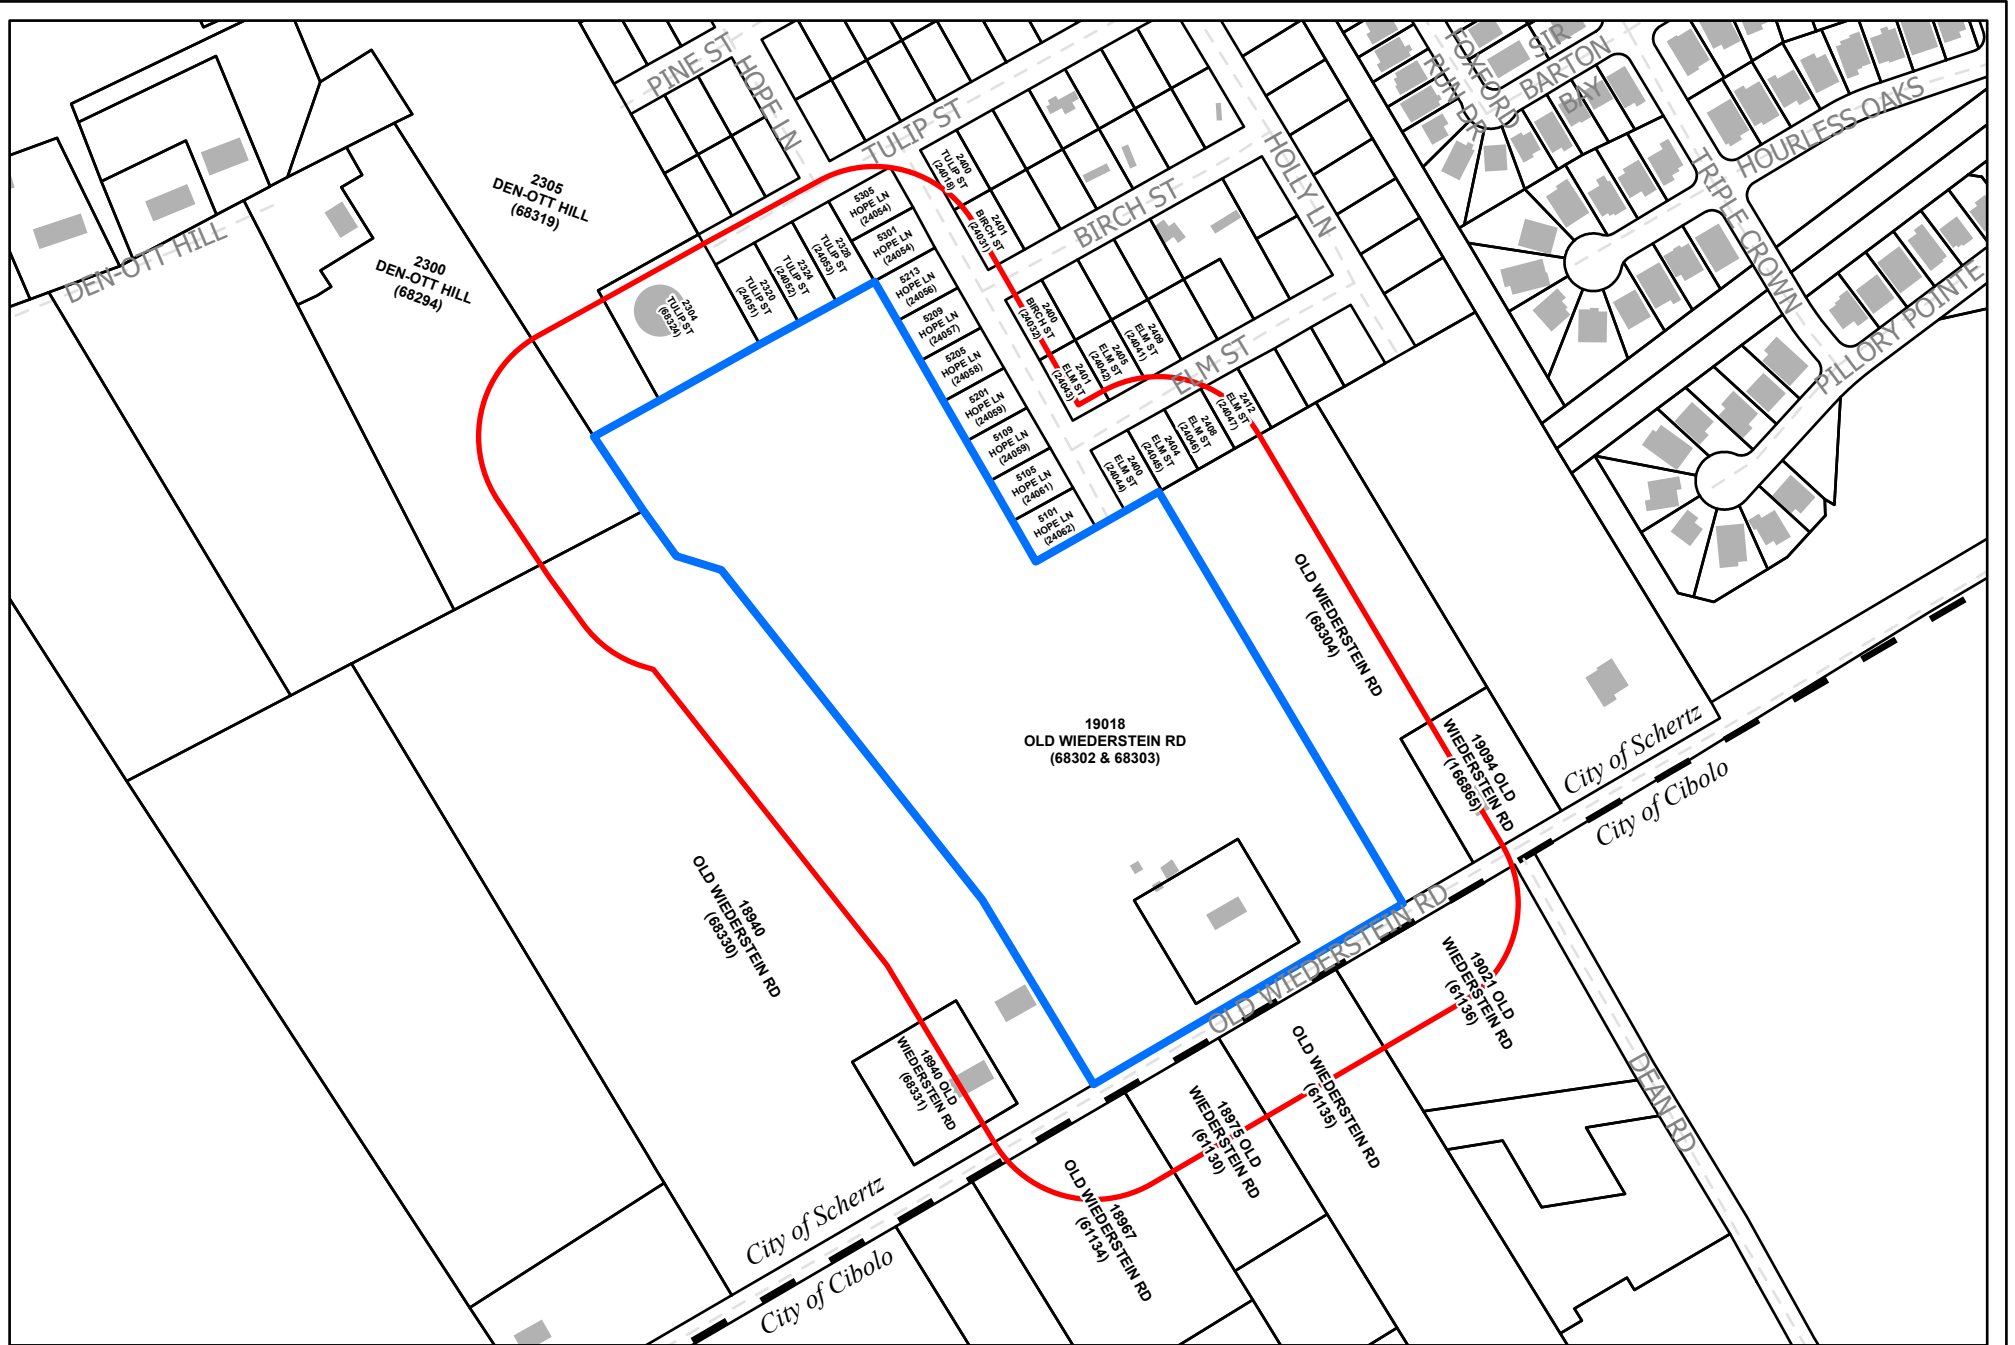 PINE ST
HOPE LN
TULIP ST
FOXFORD
RUN DR
SIR
BARTON
BAY
HOURLESS OAKS
TRIPLE CROWN
HOLLY LN
BIRCH ST
DEN-OTT HILL
PILLORY POINTE
ELM ST
2305
DEN-OTT HILL
(68319)
2300
DEN-OTT HILL
(68294)
2304
TULIP ST
(68324)
2320
TULIP ST
(24051)
2324
TULIP ST
(24052)
2328
TULIP ST
(24053)
5305
HOPE LN
(24054)
5301
HOPE LN
(24054)
5213
HOPE LN
(24056)
5209
HOPE LN
(24057)
5205
HOPE LN
(24058)
5201
HOPE LN
(24059)
5109
HOPE LN
(24059)
5105
HOPE LN
(24061)
5101
HOPE LN
(24062)
2400
TULIP ST
(24018)
2401
BIRCH ST
(24031)
2400
BIRCH ST
(24032)
2401
ELM ST
(24043)
2405
ELM ST
(24042)
2409
ELM ST
(24041)
2400
ELM ST
(24044)
2404
ELM ST
(24045)
2408
ELM ST
(24046)
2412
ELM ST
(24047)
OLD WIEDERSTEIN RD
(68304)
19018
OLD WIEDERSTEIN RD
(68302 & 68303)
19094 OLD
WIEDERSTEIN RD
(166865)
City of Schertz
City of Cibolo
18940
OLD WIEDERSTEIN RD
(68330)
18940 OLD
WIEDERSTEIN RD
(68331)
OLD WIEDERSTEIN RD
19021 OLD
WIEDERSTEIN RD
(61136)
OLD WIEDERSTEIN RD
(61135)
18975 OLD
WIEDERSTEIN RD
(61130)
18967
OLD WIEDERSTEIN RD
(61134)
DEAN RD
City of Schertz
City of Cibolo